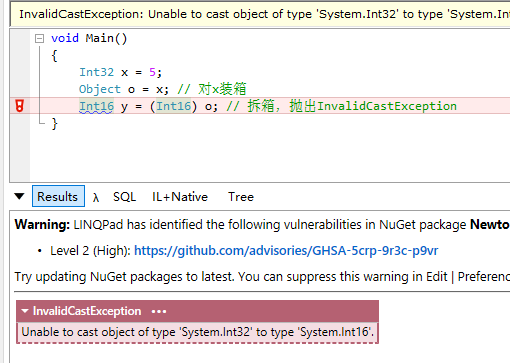 InvalidCastException: Unable to cast object of type 'System.Int32' to type 'System.In
void Main()
{
Int32 x = 5;
Object o = x; // 对x装箱
Int16 y = (Int16) o; // 拆箱，抛出InvalidCastException
}
Results λ SQL IL+Native Tree
Warning: LINQPad has identified the following vulnerabilities in NuGet package Newto
• Level 2 (High): https://github.com/advisories/GHSA-5crp-9r3c-p9vr
Try updating NuGet packages to latest. You can suppress this warning in Edit | Preferenc
InvalidCastException •••
Unable to cast object of type 'System.Int32' to type 'System.Int16'.